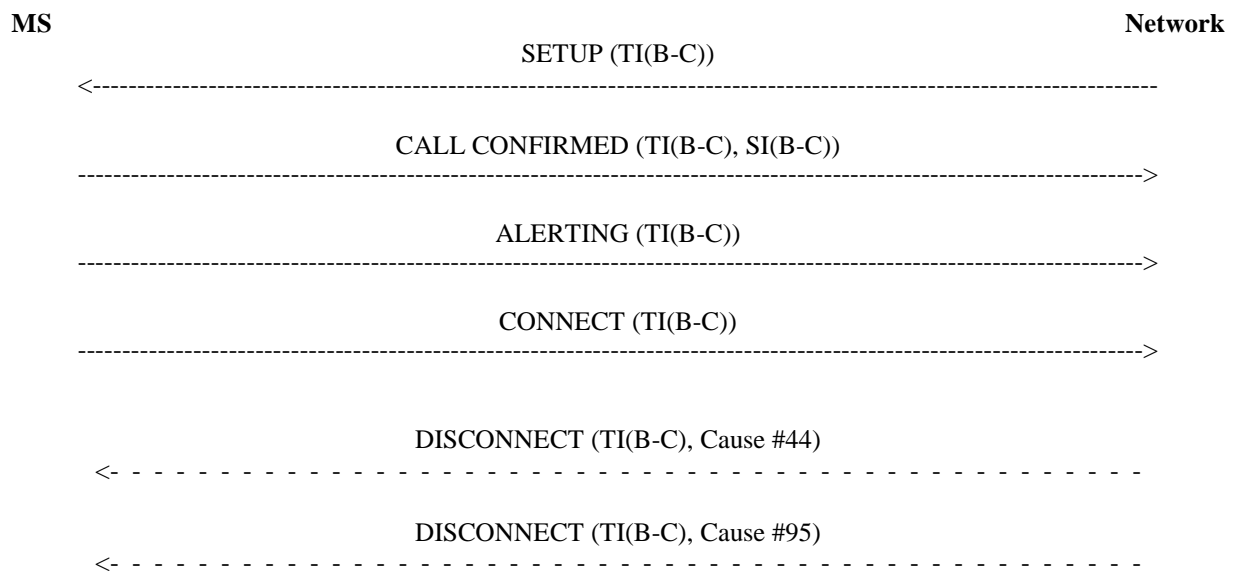 MS Network
SETUP (TI(B-C))
CALL CONFIRMED (TI(B-C), SI(B-C))
ALERTING (TI(B-C))
CONNECT (TI(B-C))
DISCONNECT (TI(B-C), Cause #44)
DISCONNECT (TI(B-C), Cause #95)